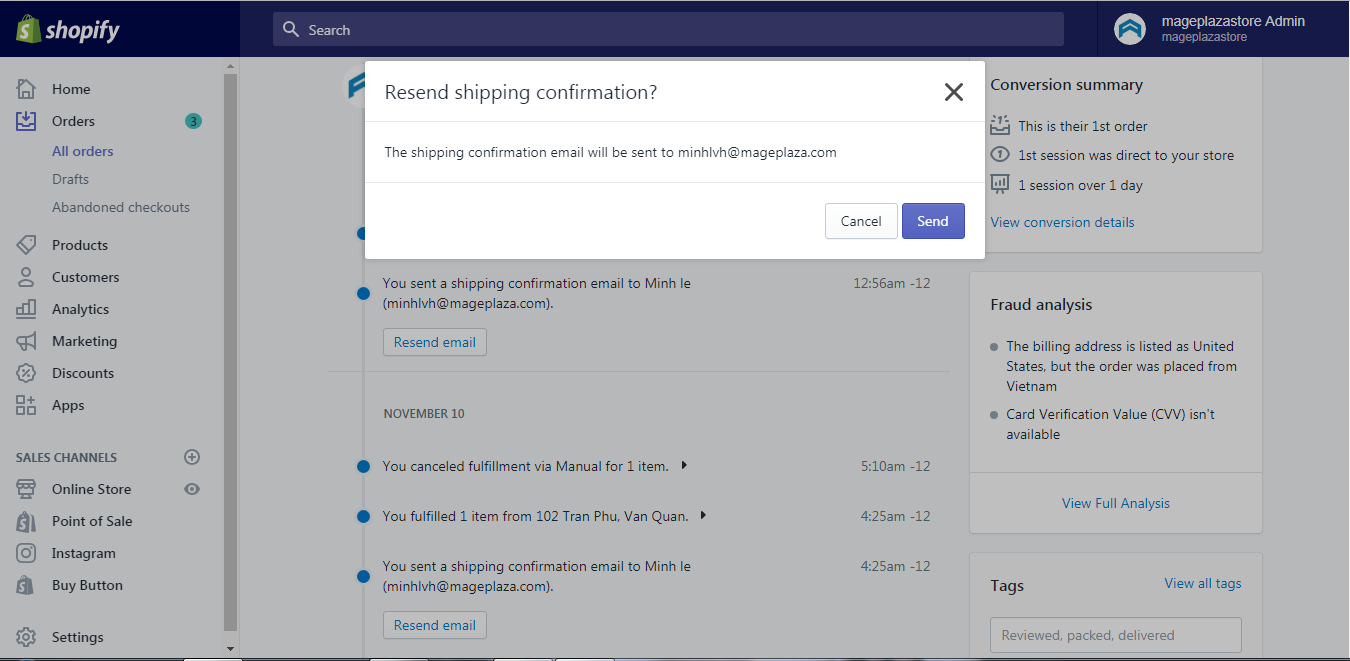 shopify
Search
mageplazastore Admin
mageplazastore
Home
Orders
3
All orders
Drafts
Abandoned checkouts
Products
Customers
Analytics
Marketing
Discounts
Apps
SALES CHANNELS
Online Store
Point of Sale
Instagram
Buy Button
Settings
Resend shipping confirmation?
The shipping confirmation email will be sent to minhlvh@mageplaza.com
Cancel
Send
You sent a shipping confirmation email to Minh le
(minhlvh@mageplaza.com).
12:56am -12
Resend email
NOVEMBER 10
You canceled fulfillment via Manual for 1 item.
5:10am -12
You fulfilled 1 item from 102 Tran Phu, Van Quan.
4:25am -12
You sent a shipping confirmation email to Minh le
(minhlvh@mageplaza.com).
4:25am -12
Resend email
Conversion summary
This is their 1st order
1st session was direct to your store
1 session over 1 day
View conversion details
Fraud analysis
The billing address is listed as United
States, but the order was placed from
Vietnam
Card Verification Value (CVV) isn't
available
View Full Analysis
Tags
View all tags
Reviewed, packed, delivered